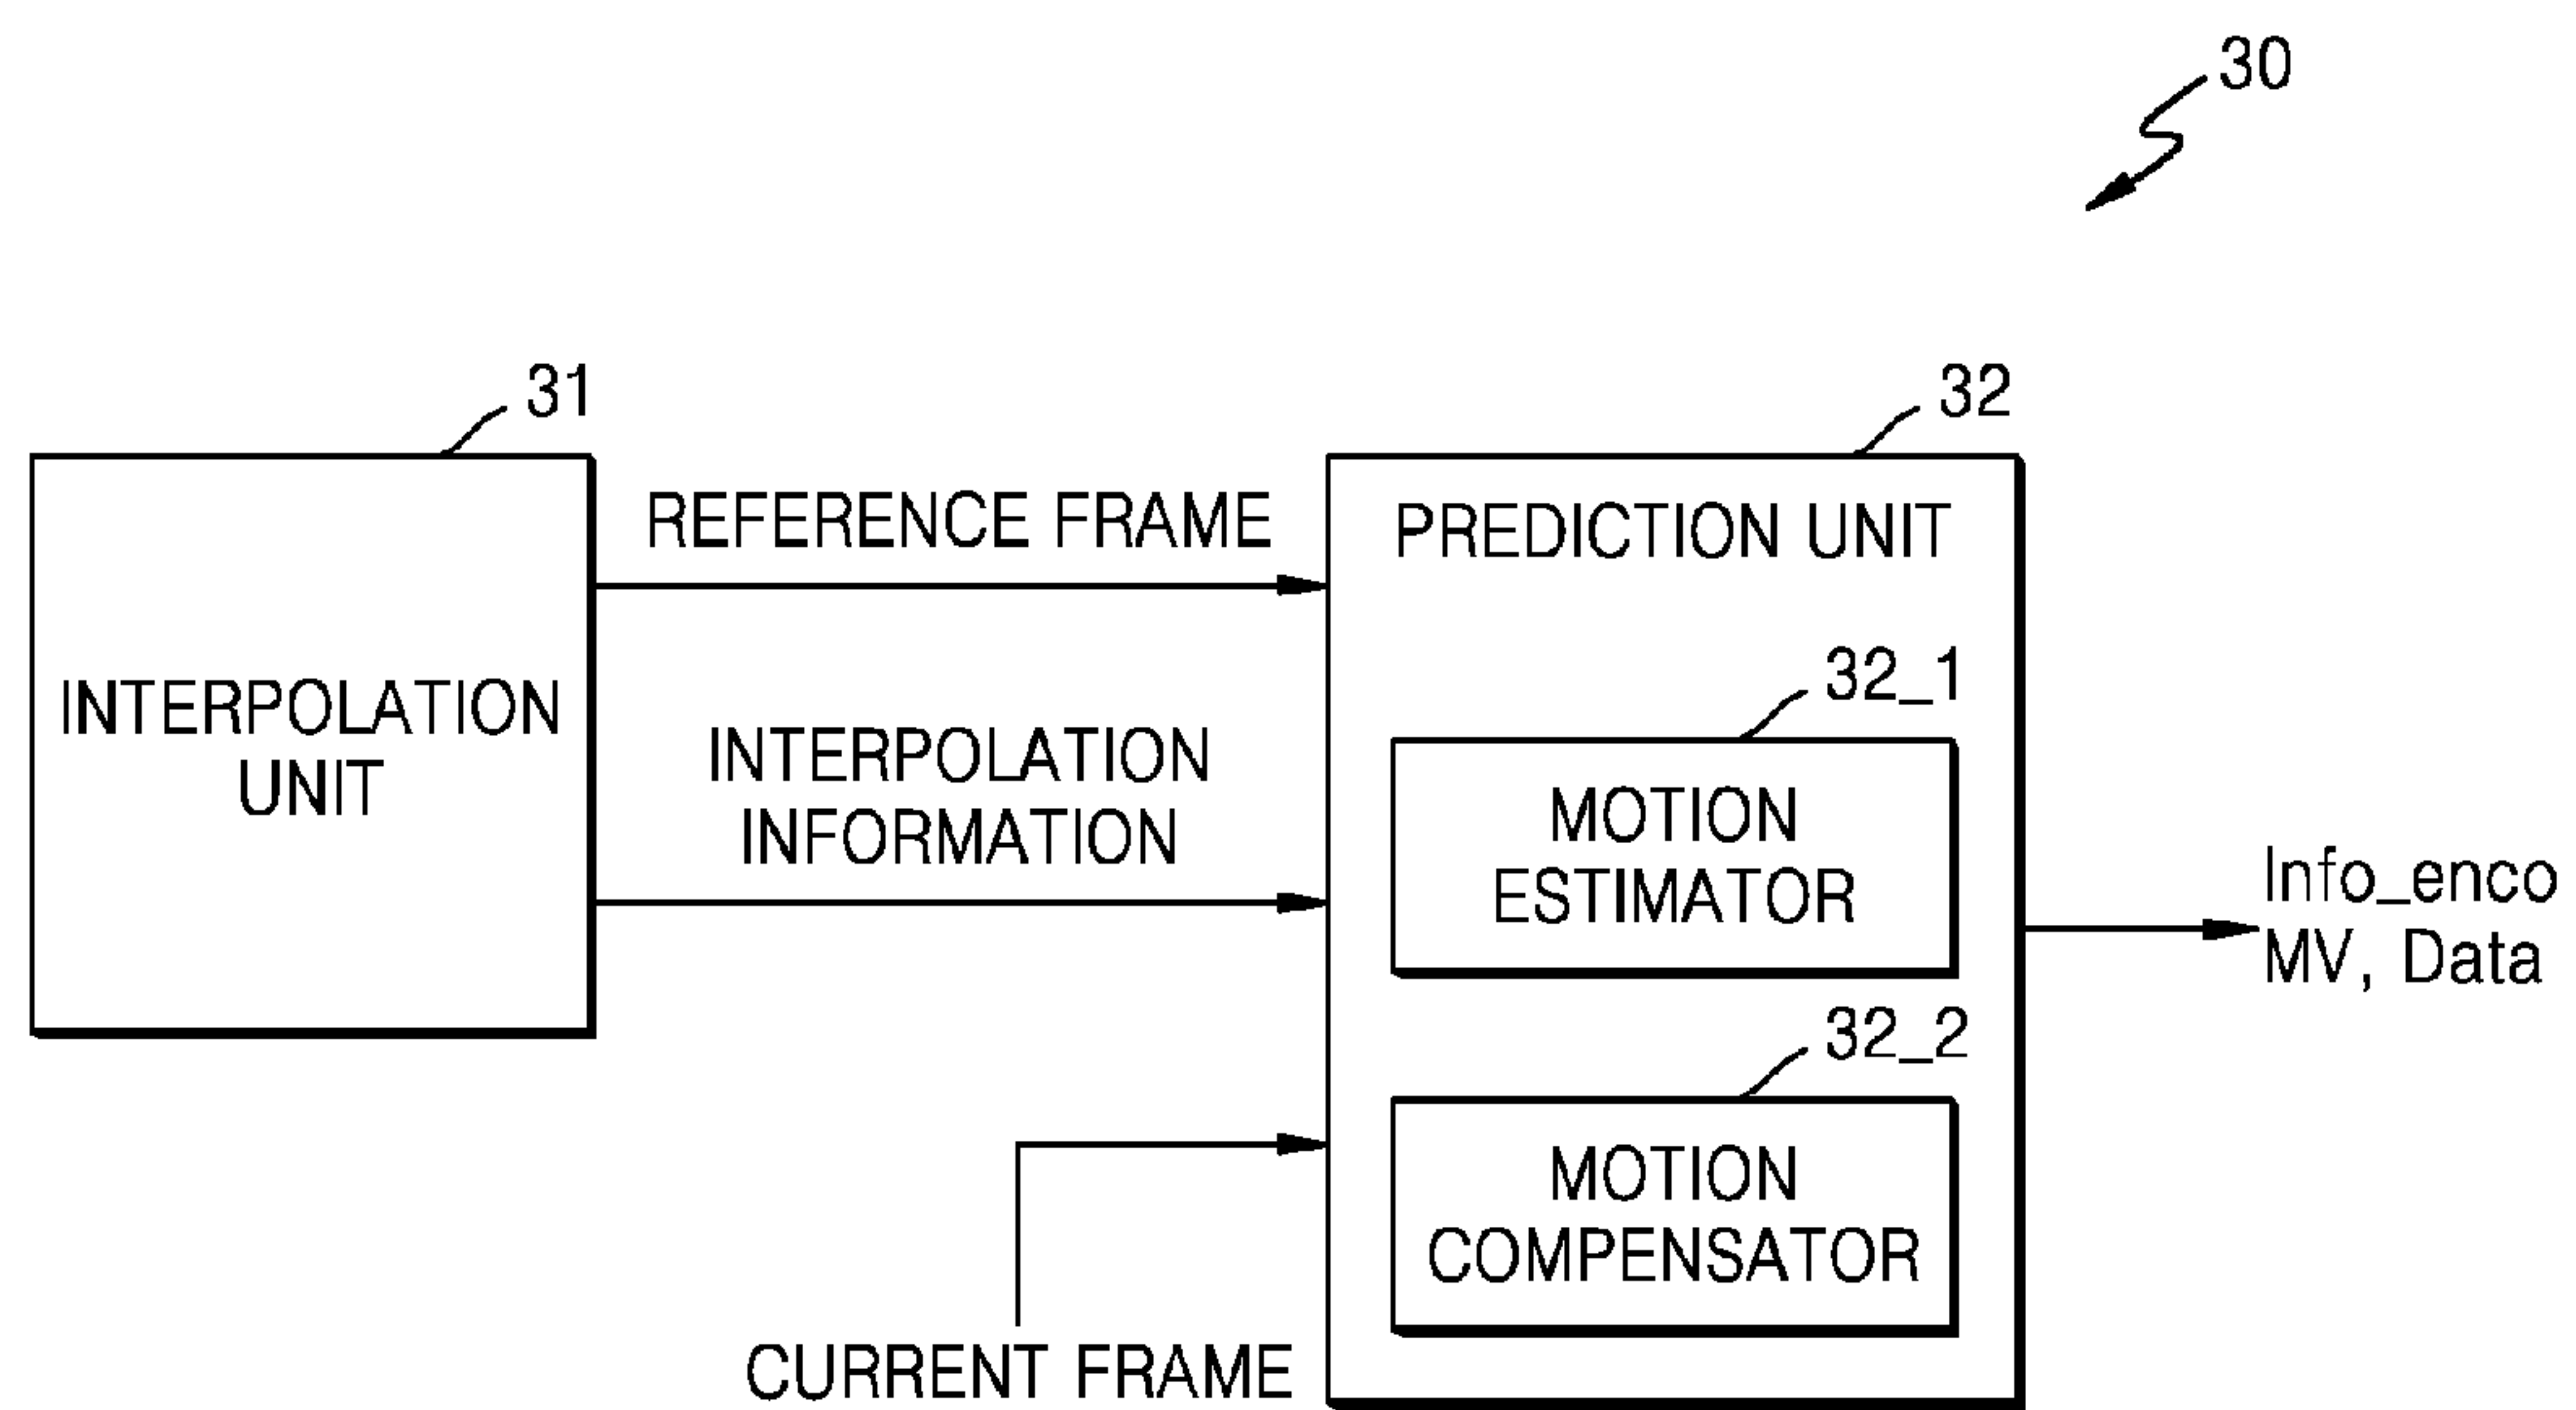 30
31
32
REFERENCE FRAME
PREDICTION UNIT
INTERPOLATION
UNIT
INTERPOLATION
INFORMATION
32_1
MOTION
ESTIMATOR
Info_enco
MV, Data
32_2
MOTION
COMPENSATOR
CURRENT FRAME